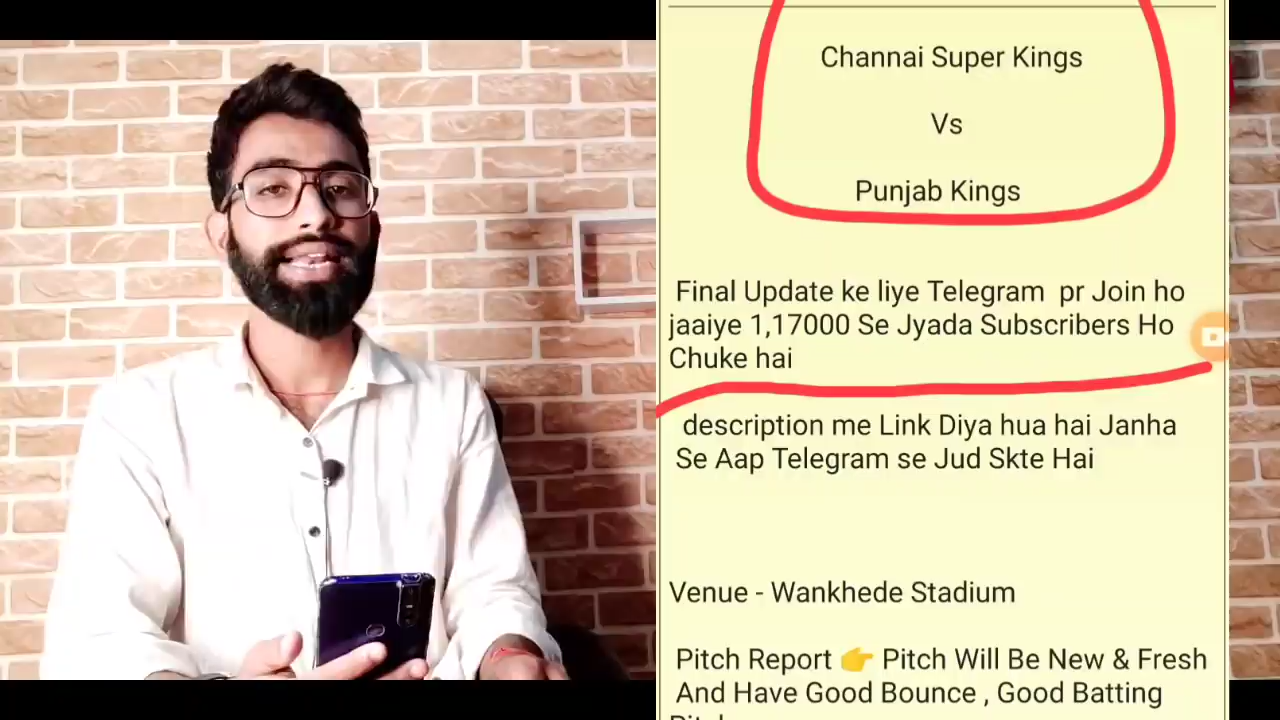 Channai Super Kings
Vs
Punjab Kings
Final Update ke liye Telegram pr Join ho
jaaiye 1,17000 Se Jyada Subscribers Ho
Chuke hai
description me Link Diya hua hai Janha
Se Aap Telegram se Jud Skte Hai
Venue - Wankhede Stadium
Pitch Report 👉 Pitch Will Be New & Fresh
And Have Good Bounce , Good Batting